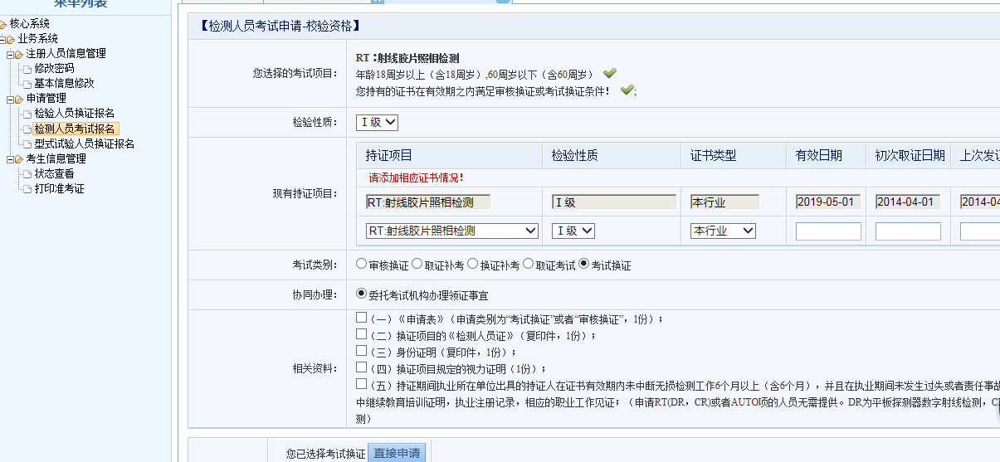 菜单列表
核心系统
业务系统
注册人员信息管理
修改密码
基本信息修改
申请管理
检验人员换证报名
检测人员考试报名
型式试验人员换证报名
考生信息管理
状态查看
打印准考证
【检测人员考试申请-校验资格】
您选择的考试项目：
RT :射线胶片照相检测
年龄18周岁以上（含18周岁）,60周岁以下（含60周岁）
您持有的证书在有效期之内满足审核换证或考试换证条件！ ;
检验性质： Ⅰ 级
现有持证项目：
持证项目 检验性质 证书类型 有效日期 初次取证日期 上次发证
请添加相应证书情况！
RT:射线胶片照相检测 Ⅰ 级 本行业 2019-05-01 2014-04-01 2014-04
RT:射线胶片照相检测 Ⅰ 级 本行业
考试类别： 审核换证 取证补考 换证补考 取证考试 考试换证
协同办理： 委托考试机构办理领证事宜
相关资料：
（一）《申请表》（申请类别为“考试换证”或者“审核换证”，1份）；
（二）换证项目的《检测人员证》（复印件，1份）；
（三）身份证明（复印件，1份）；
（四）换证项目规定的视力证明（1份）；
（五）持证期间执业所在单位出具的持证人在证书有效期内未中断无损检测工作6个月以上（含6个月），并且在执业期间未发生过失或者责任事故
中继续教育培训证明，执业注册记录，相应的职业工作见证；（申请RT(DR，CR)或者AUTO项的人员无需提供。DR为平板探测器数字射线检测，C
测）
您已选择考试换证 直接申请